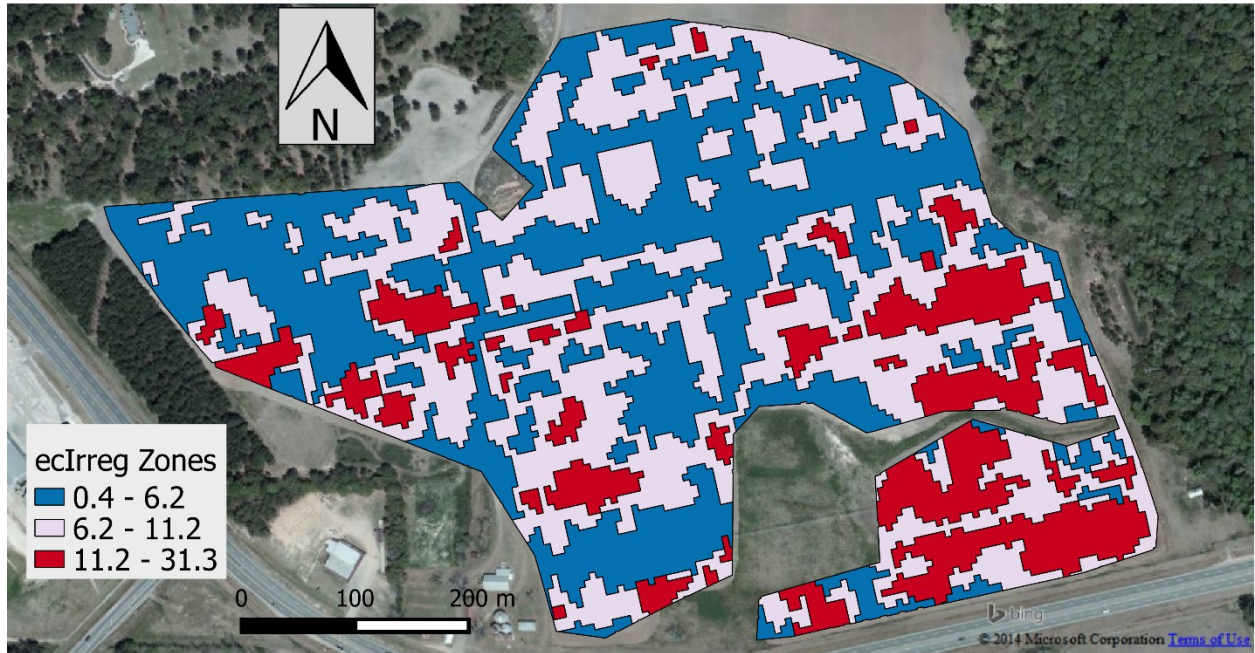 N
ecIrreg Zones
0.4 - 6.2
6.2 - 11.2
11.2 - 31.3
0 100 200 m
bing
© 2014 Microsoft Corporation Terms of Use